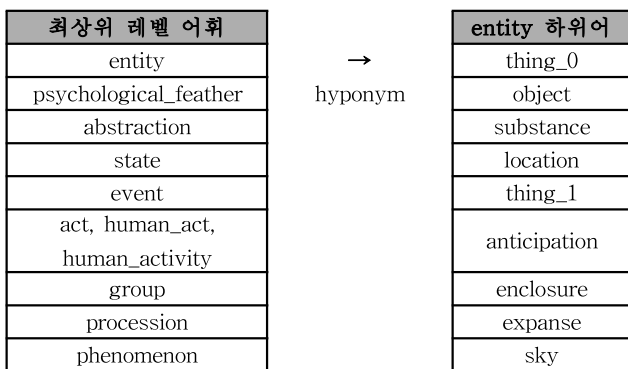 최상위 레벨 어휘
entity
psychological_feather
abstraction
state
event
act, human_act,
human_activity
group
procession
phenomenon
→
hyponym
entity 하위어
thing_0
object
substance
location
thing_1
anticipation
enclosure
expanse
sky